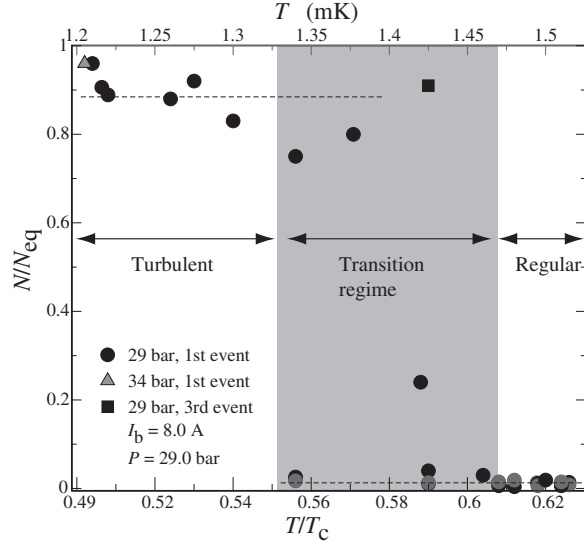 T (mK)
1.2 1.25 1.3 1.35 1.4 1.45 1.5
1
0.8
0.6
0.4
0.2
0
N/Neq
Turbulent
Transition
regime
Regular
29 bar, 1st event
34 bar, 1st event
29 bar, 3rd event
Ib = 8.0 A
P = 29.0 bar
0.49 0.52 0.54 0.56 0.59 0.6 0.62
T/Tc